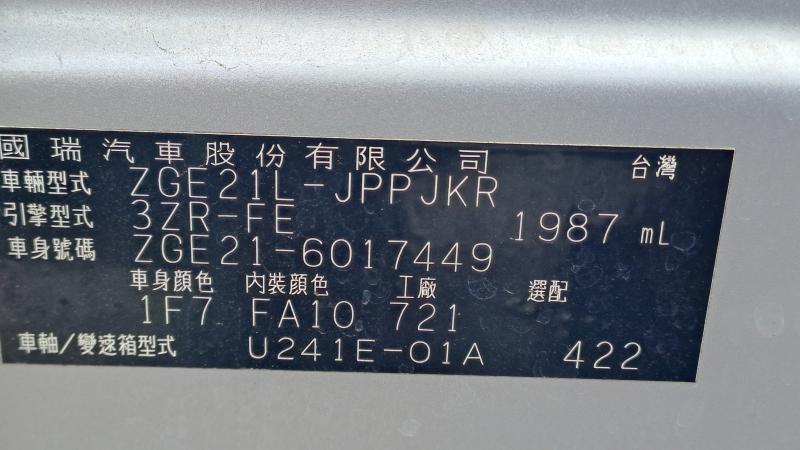 國瑞汽車股份有限公司 台灣
車輛型式 ZGE21L-JPPJKR
引擎型式 3ZR-FE 1987 mL
車身號碼 ZGE21-6017449
車身顏色 內裝顏色 工廠 選配
1F7 FA10 721
車軸/變速箱型式 U241E-01A 422